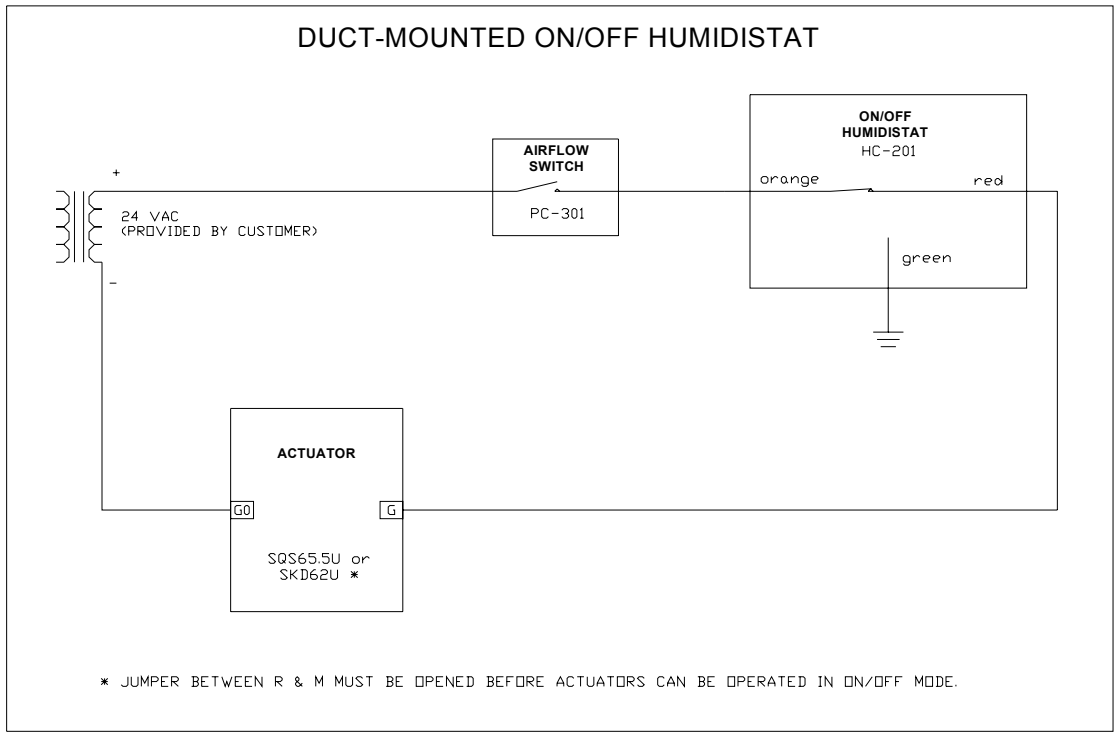 DUCT-MOUNTED ON/OFF HUMIDISTAT
ON/OFF
HUMIDISTAT
HC-201
AIRFLOW
SWITCH
PC-301
orange
red
green
+
24 VAC
(PROVIDED BY CUSTOMER)
-
ACTUATOR
G0
G
SQS65.5U or
SKD62U *
* JUMPER BETWEEN R & M MUST BE OPENED BEFORE ACTUATORS CAN BE OPERATED IN ON/OFF MODE.